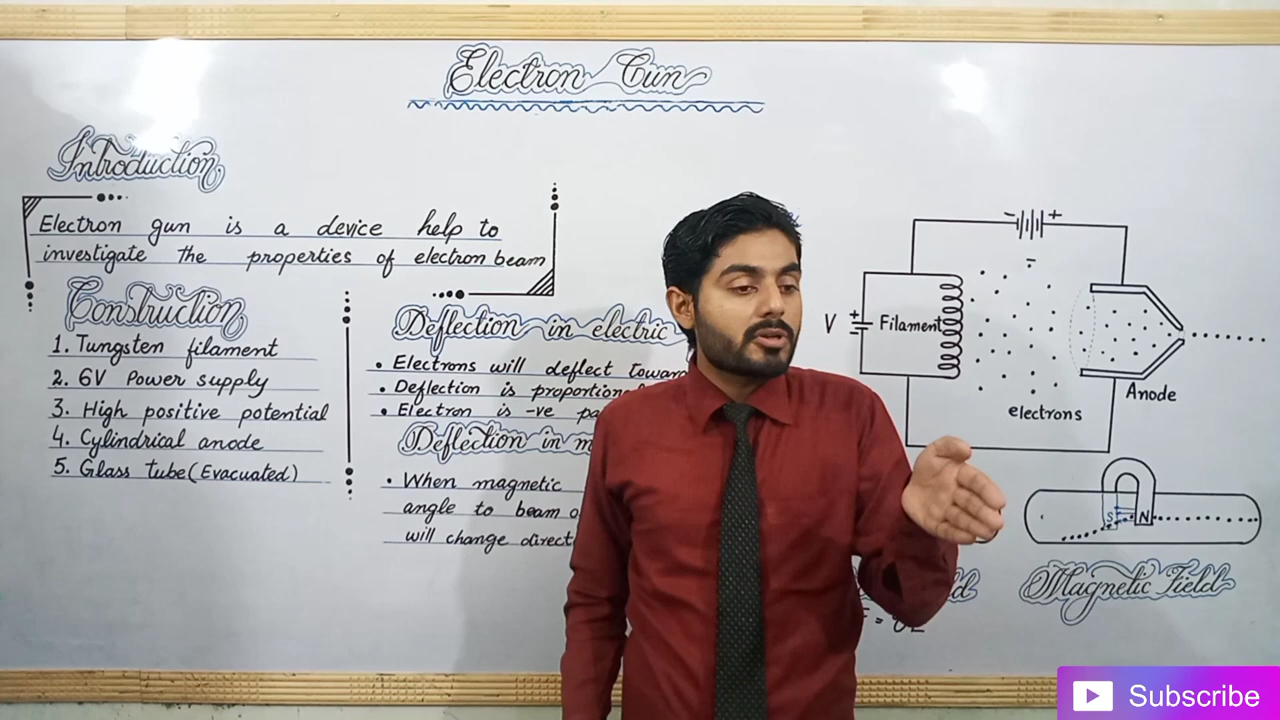 Electron Gun
Introduction
Electron gun is a device help to
investigate the properties of electron beam
Construction
1. Tungsten filament
2. 6V Power supply
3. High positive potential
4. Cylindrical anode
5. Glass tube (Evacuated)
Deflection in electric
• Electrons will deflect
• Deflection is
• Electron is -ve
Deflection in
• When magnetic
angle to beam
will change
- +
-
V
+
-
Filament
electrons
Anode
S N
Magnetic Field
Subscribe